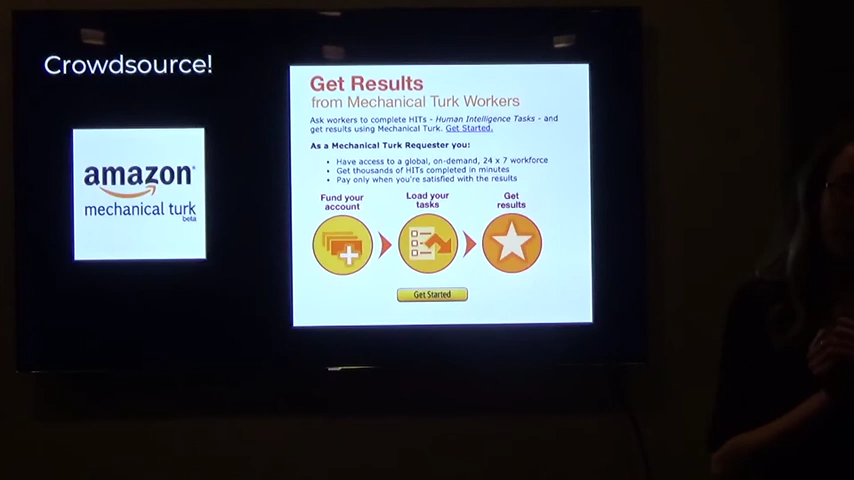 Crowdsource!
amazon
mechanical turk
beta
Get Results
from Mechanical Turk Workers
Ask workers to complete HITs - Human Intelligence Tasks - and
get results using Mechanical Turk. Get Started.
As a Mechanical Turk Requester you:
• Have access to a global, on-demand, 24 x 7 workforce
• Get thousands of HITs completed in minutes
• Pay only when you're satisfied with the results
Fund your
account
Load your
tasks
Get
results
Get Started